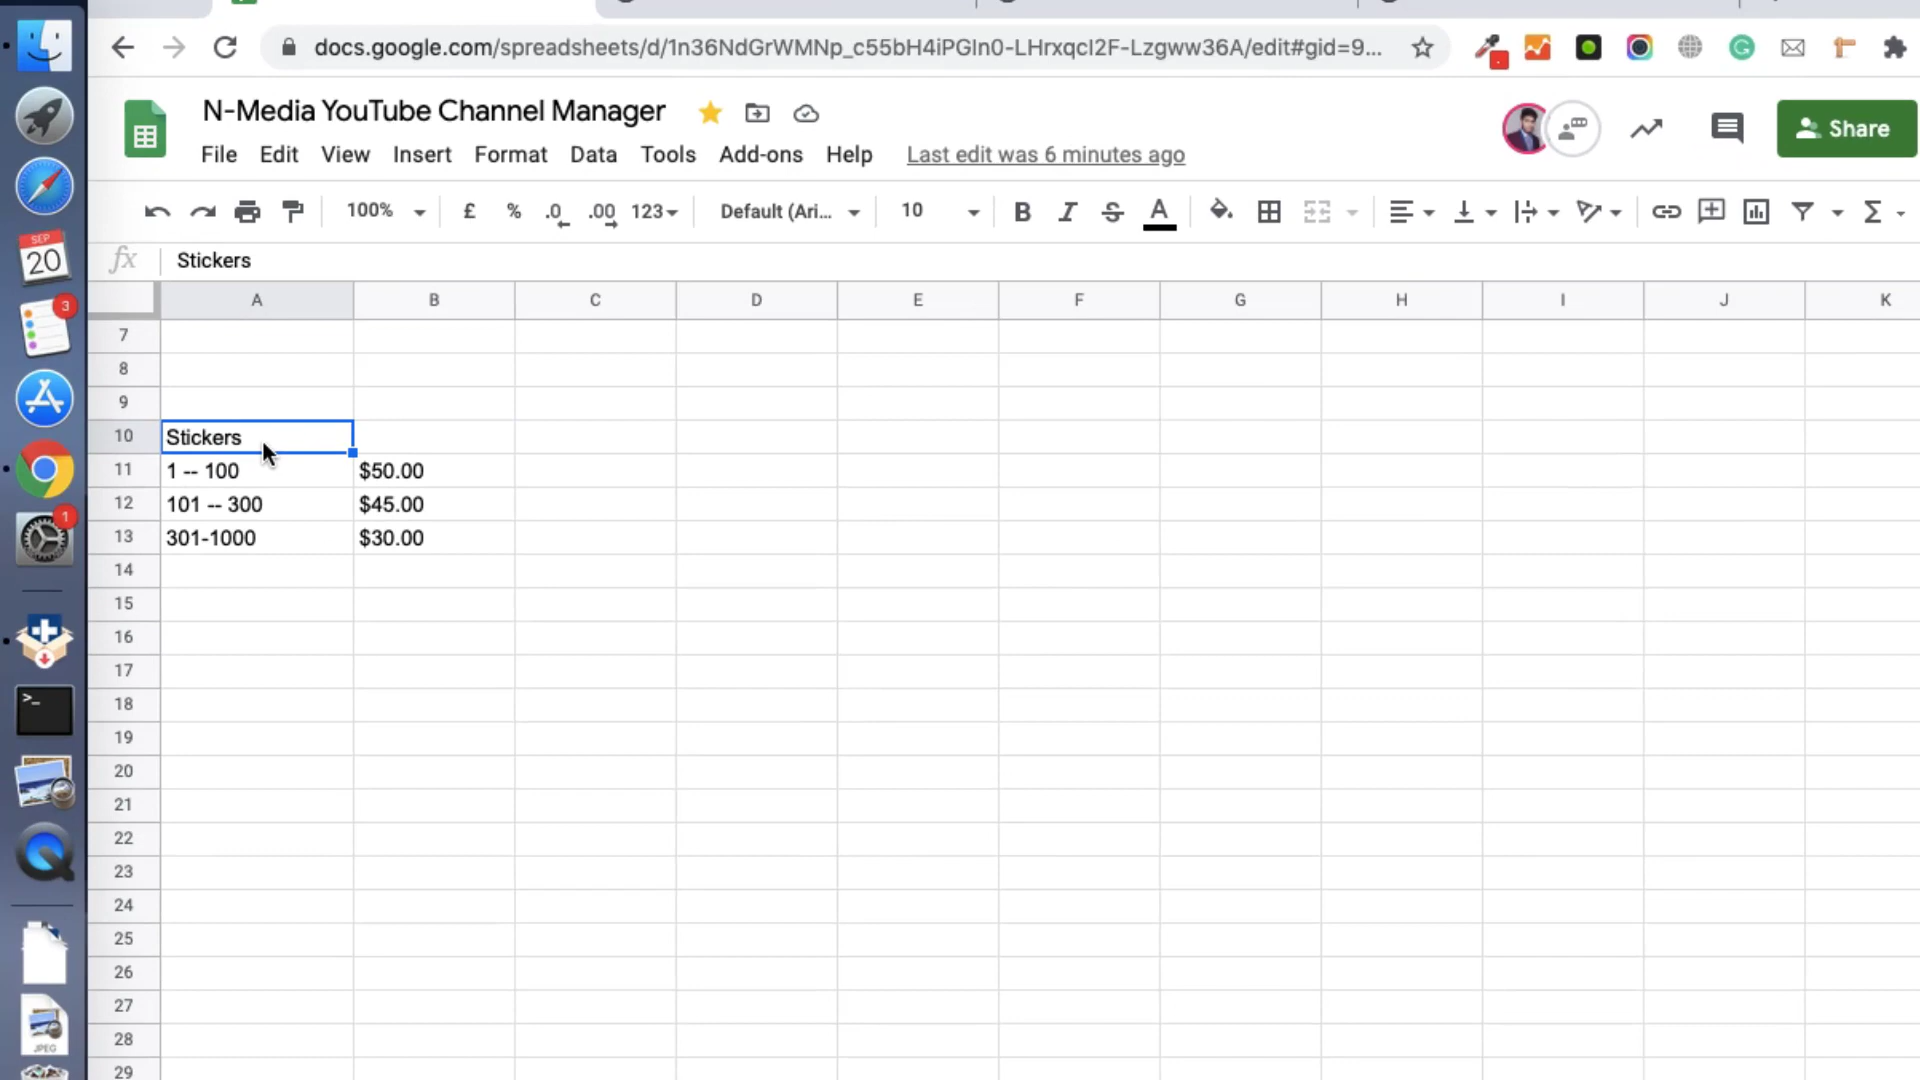 docs.google.com/spreadsheets/d/1n36NdGrWMNp_c55bH4iPGIn0-LHrxqcI2F-Lzgww36A/edit#gid=9...
N-Media YouTube Channel Manager
File Edit View Insert Format Data Tools Add-ons Help Last edit was 6 minutes ago
Share
100% £ % .0 .00 123 Default (Ari... 10 B I S A Σ
fx Stickers
A B C D E F G H I J K
7
8
9
10 Stickers
11 1 -- 100 $50.00
12 101 -- 300 $45.00
13 301-1000 $30.00
14
15
16
17
18
19
20
21
22
23
24
25
26
27
28
29
SEP
20
3
1
>_
JPEG